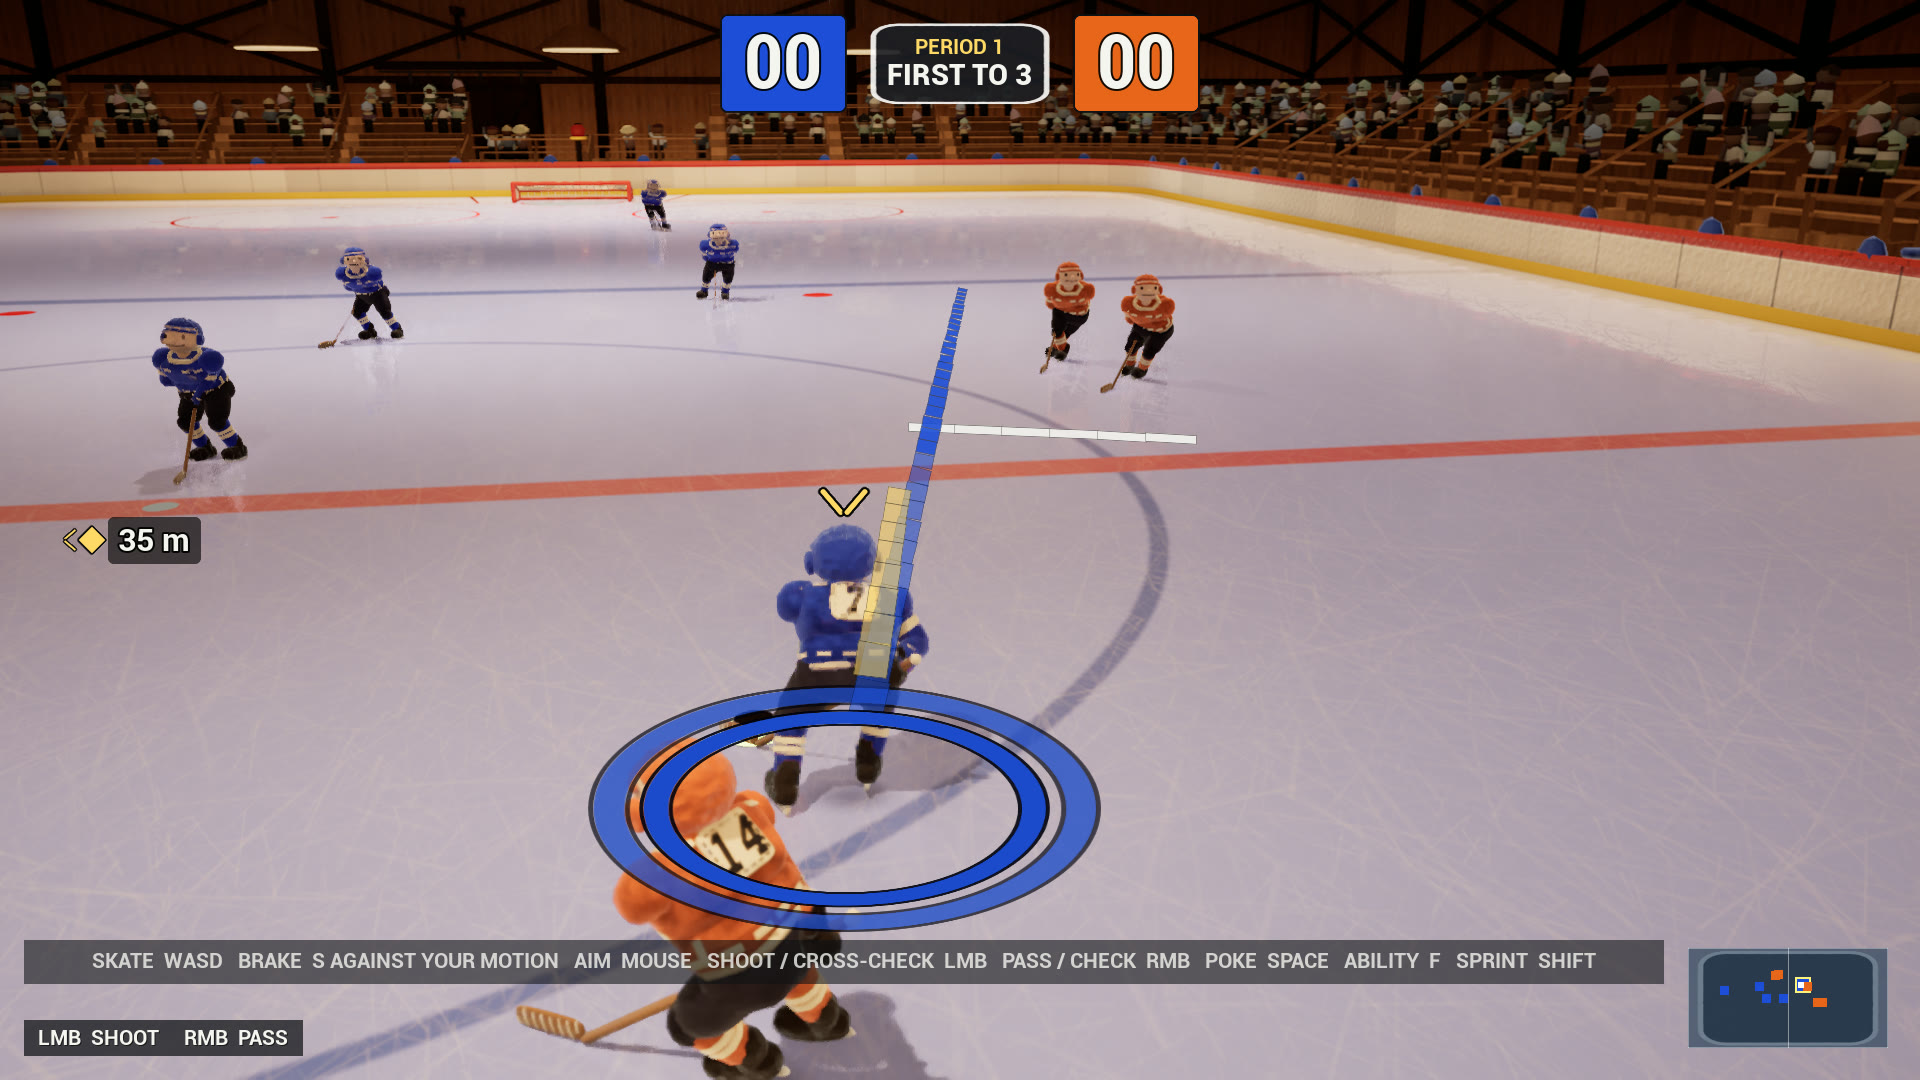 00
PERIOD 1
FIRST TO 3
00
35 m
7
14
SKATE WASD BRAKE S AGAINST YOUR MOTION AIM MOUSE SHOOT / CROSS-CHECK LMB PASS / CHECK RMB POKE SPACE ABILITY F SPRINT SHIFT
LMB SHOOT RMB PASS